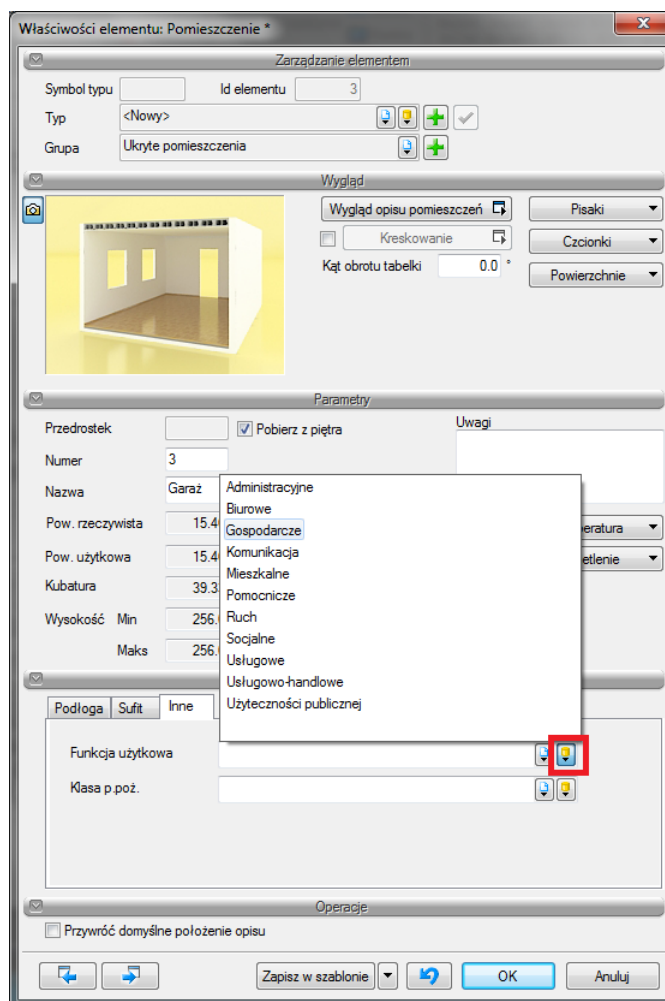 Właściwości elementu: Pomieszczenie *
Zarządzanie elementem
Symbol typu
Id elementu 3
Typ <Nowy>
Grupa Ukryte pomieszczenia
Wygląd
Wygląd opisu pomieszczeń Pisaki
Kreskowanie Czcionki
Kąt obrotu tabelki 0.0 °
Powierzchnie
Parametry
Przedrostek Pobierz z piętra Uwagi
Numer 3
Nazwa Garaż
Pow. rzeczywista 15.4
Pow. użytkowa 15.4
Kubatura 39.3
Wysokość Min 256.
Maks 256.
Administracyjne
Biurowe
Gospodarcze
Komunikacja
Mieszkalne
Pomocnicze
Ruch
Socjalne
Usługowe
Usługowo-handlowe
Użyteczności publicznej
eratura
etlenie
Podłoga Sufit Inne
Funkcja użytkowa
Klasa p.poż.
Operacje
Przywróć domyślne położenie opisu
Zapisz w szablonie OK Anuluj